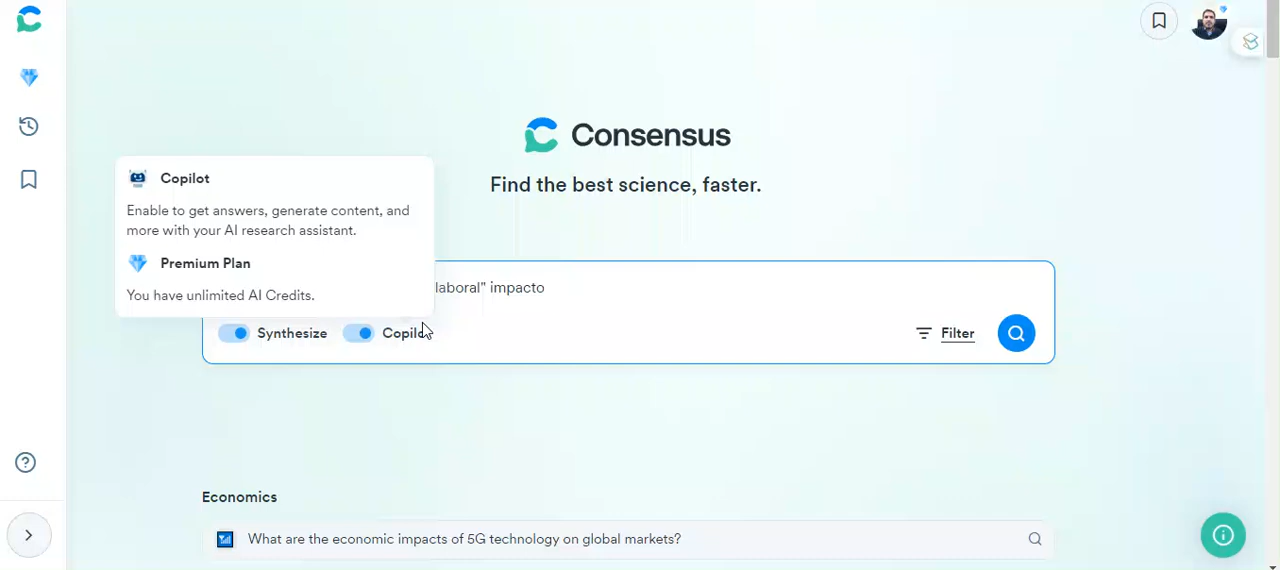 Consensus
Find the best science, faster.
Copilot
Enable to get answers, generate content, and
more with your AI research assistant.
Premium Plan
You have unlimited AI Credits.
laboral" impacto
Synthesize
Filter
Economics
What are the economic impacts of 5G technology on global markets?